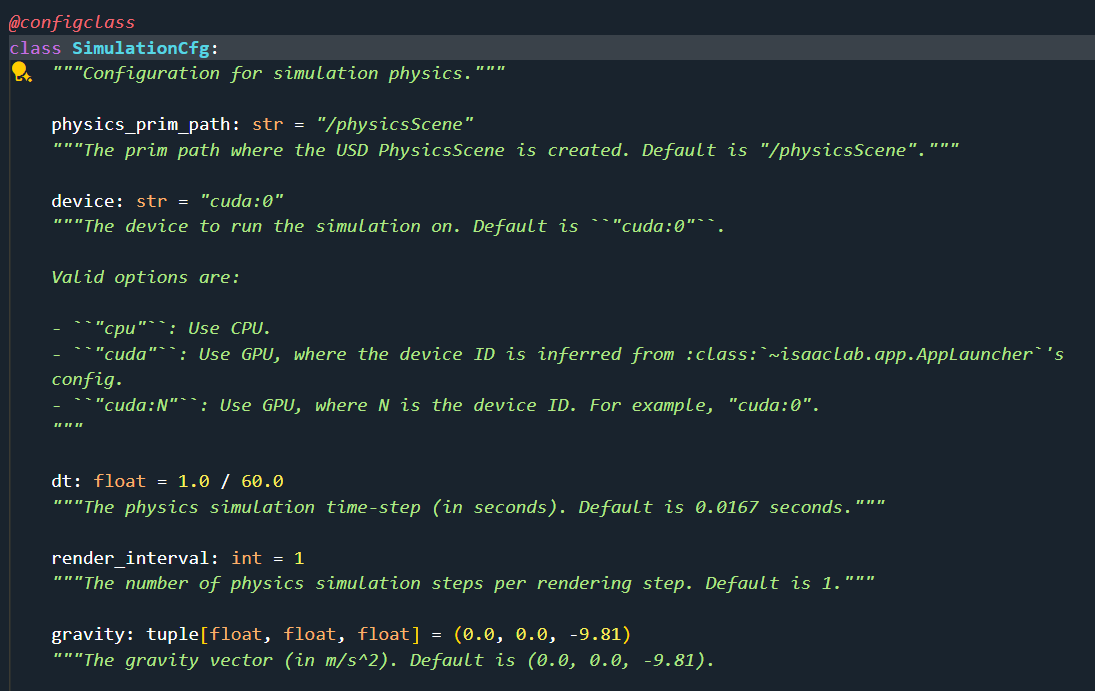 @configclass
class SimulationCfg:
"""Configuration for simulation physics."""
physics_prim_path: str = "/physicsScene"
"""The prim path where the USD PhysicsScene is created. Default is "/physicsScene"."""
device: str = "cuda:0"
"""The device to run the simulation on. Default is ``"cuda:0"``.
Valid options are:
- ``"cpu"``: Use CPU.
- ``"cuda"``: Use GPU, where the device ID is inferred from :class:`~isaaclab.app.AppLauncher`'s
config.
- ``"cuda:N"``: Use GPU, where N is the device ID. For example, "cuda:0".
"""
dt: float = 1.0 / 60.0
"""The physics simulation time-step (in seconds). Default is 0.0167 seconds."""
render_interval: int = 1
"""The number of physics simulation steps per rendering step. Default is 1."""
gravity: tuple[float, float, float] = (0.0, 0.0, -9.81)
"""The gravity vector (in m/s^2). Default is (0.0, 0.0, -9.81).